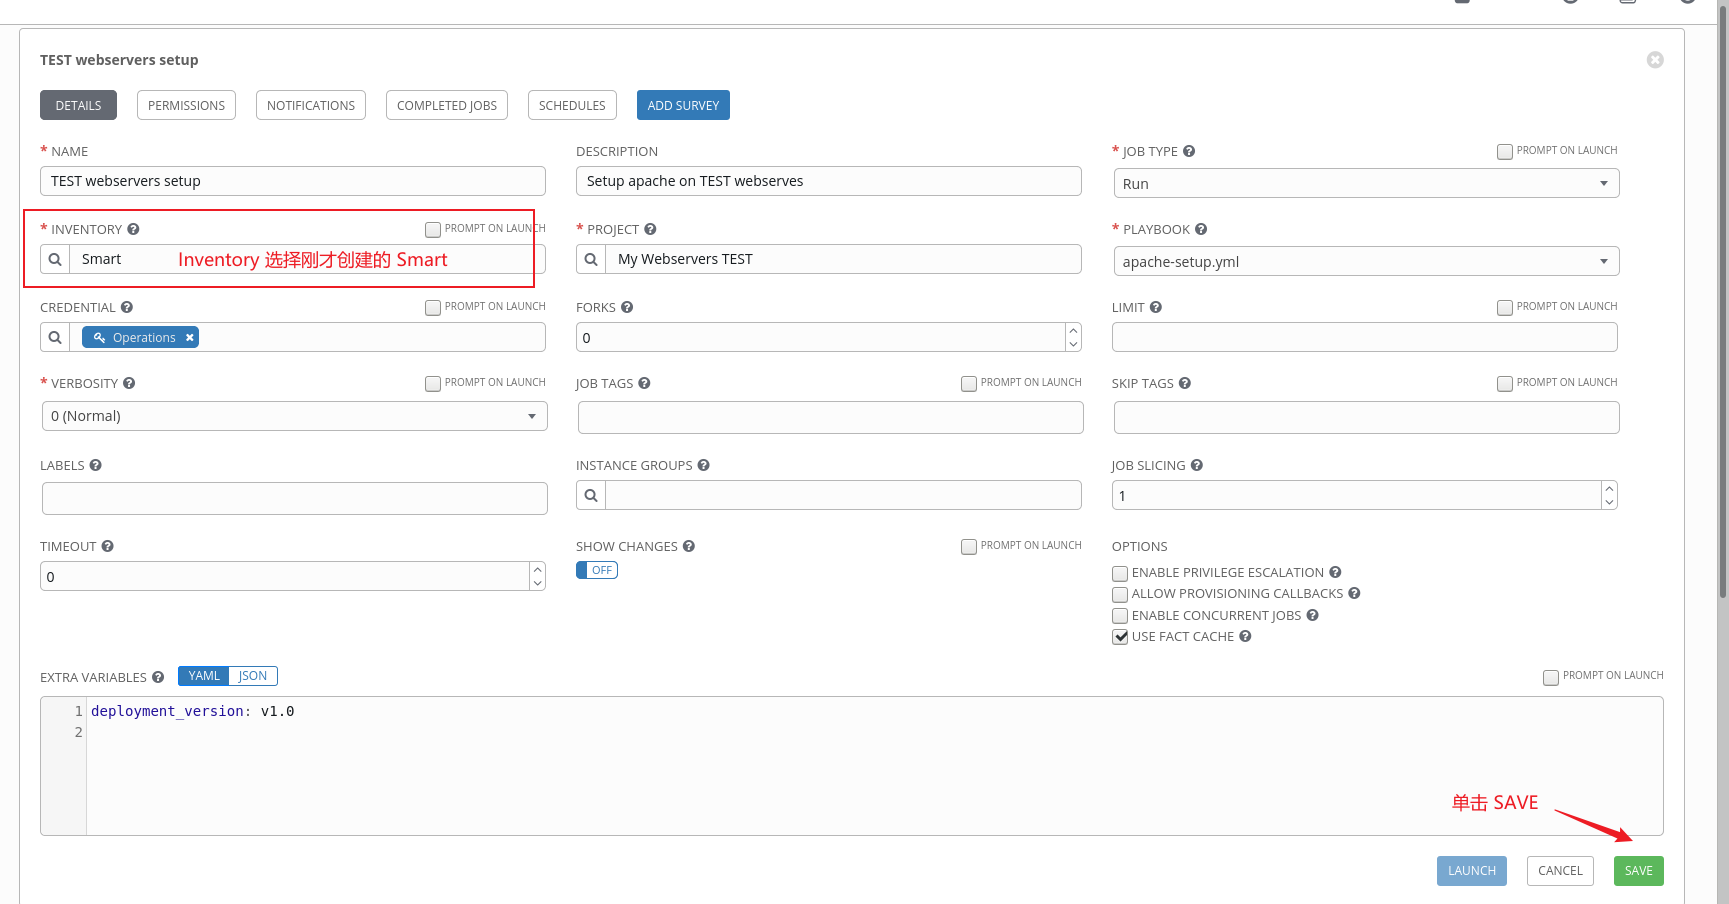 TEST webservers setup
DETAILS PERMISSIONS NOTIFICATIONS COMPLETED JOBS SCHEDULES ADD SURVEY
* NAME DESCRIPTION * JOB TYPE PROMPT ON LAUNCH
TEST webservers setup Setup apache on TEST webserves Run
* INVENTORY PROMPT ON LAUNCH * PROJECT * PLAYBOOK
Smart Inventory 选择刚才创建的 Smart My Webservers TEST apache-setup.yml
CREDENTIAL PROMPT ON LAUNCH FORKS LIMIT PROMPT ON LAUNCH
Operations 0
* VERBOSITY PROMPT ON LAUNCH JOB TAGS PROMPT ON LAUNCH SKIP TAGS PROMPT ON LAUNCH
0 (Normal)
LABELS INSTANCE GROUPS JOB SLICING
1
TIMEOUT SHOW CHANGES PROMPT ON LAUNCH OPTIONS
0 OFF ENABLE PRIVILEGE ESCALATION
ALLOW PROVISIONING CALLBACKS
ENABLE CONCURRENT JOBS
USE FACT CACHE
EXTRA VARIABLES YAML JSON PROMPT ON LAUNCH
1 deployment_version: v1.0
2
单击 SAVE
LAUNCH CANCEL SAVE